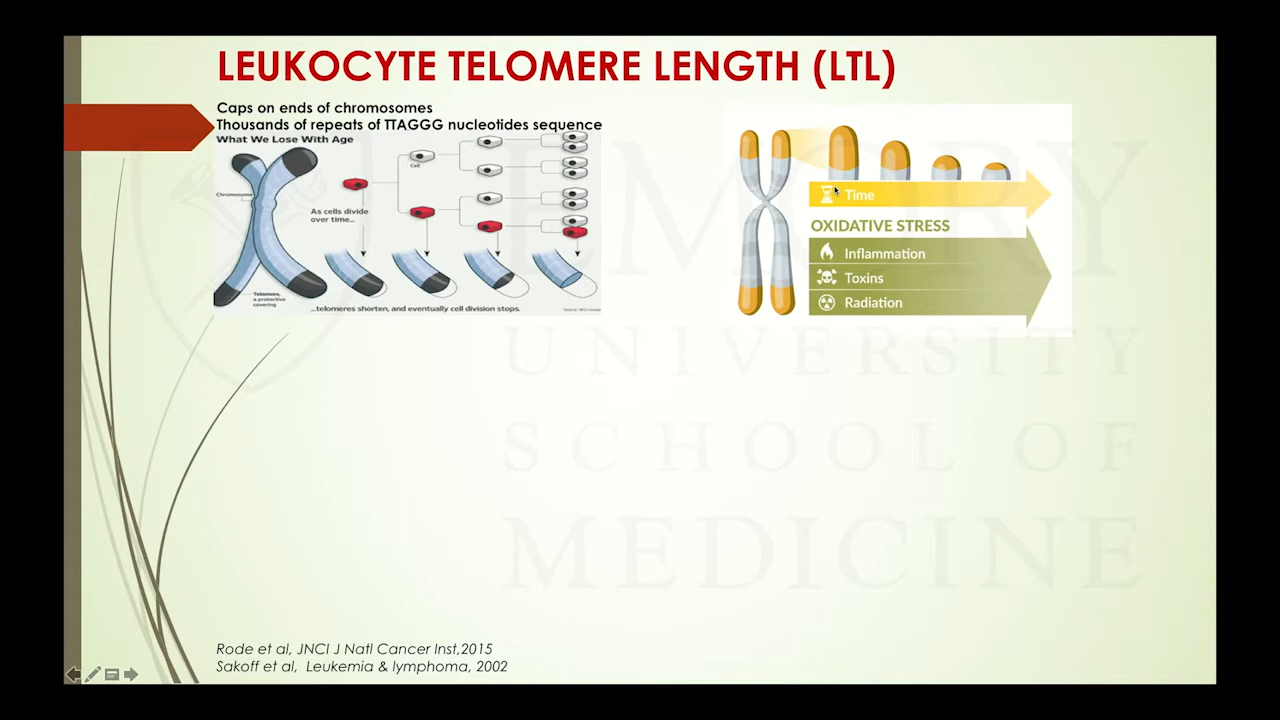 LEUKOCYTE TELOMERE LENGTH (LTL)
Caps on ends of chromosomes
Thousands of repeats of TTAGGG nucleotides sequence
What We Lose With Age
Chromosome
Cell
As cells divide
over time...
Telomere,
a protective
covering
...telomeres shorten, and eventually cell division stops.
Time
OXIDATIVE STRESS
Inflammation
Toxins
Radiation
EMORY
UNIVERSITY
SCHOOL OF
MEDICINE
Rode et al, JNCI J Natl Cancer Inst,2015
Sakoff et al, Leukemia & lymphoma, 2002